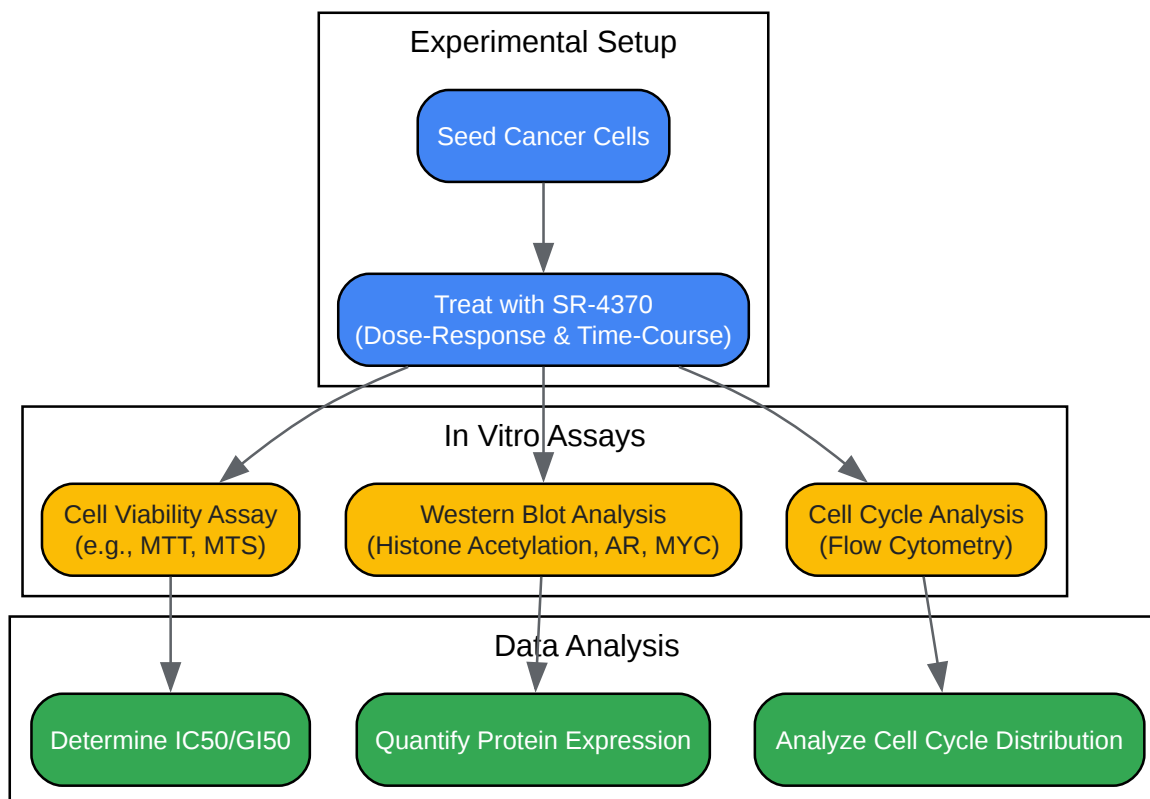 Experimental Setup
Seed Cancer Cells
Treat with SR-4370
(Dose-Response & Time-Course)
In Vitro Assays
Cell Viability Assay
(e.g., MTT, MTS)
Western Blot Analysis
(Histone Acetylation, AR, MYC)
Cell Cycle Analysis
(Flow Cytometry)
Data Analysis
Determine IC50/GI50
Quantify Protein Expression
Analyze Cell Cycle Distribution